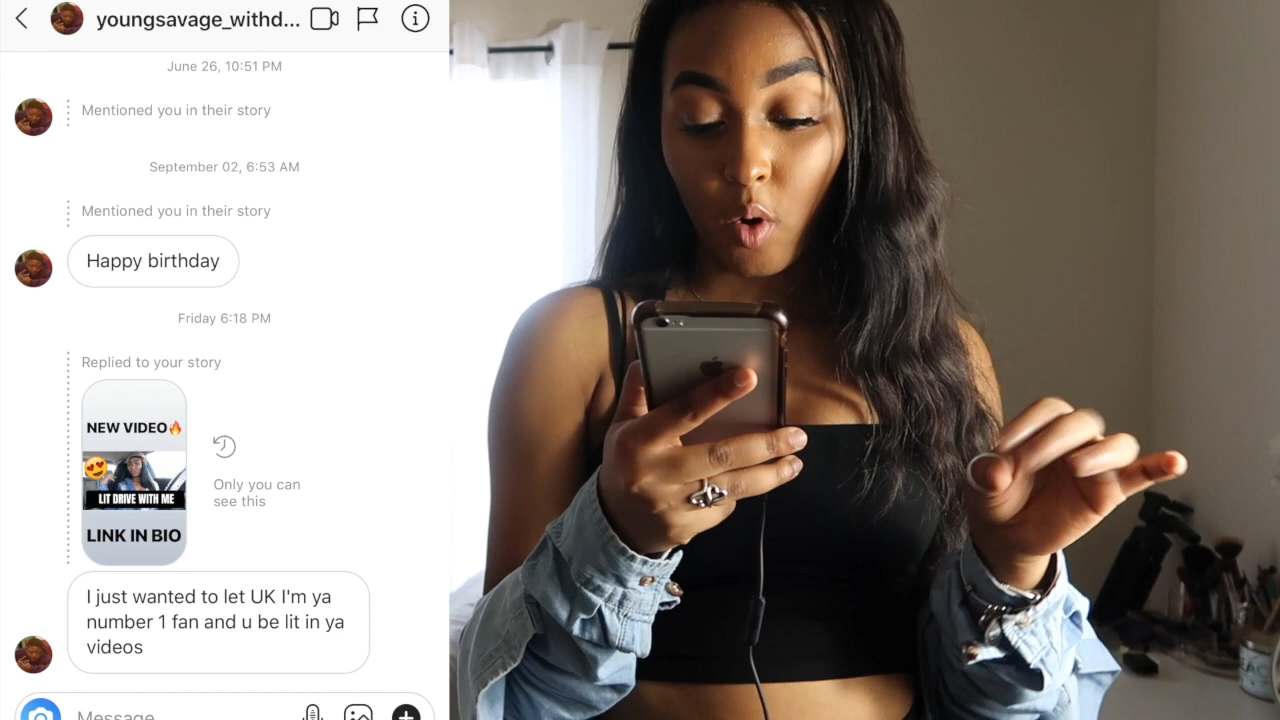 youngsavage_withd...
June 26, 10:51 PM
Mentioned you in their story
September 02, 6:53 AM
Mentioned you in their story
Happy birthday
Friday 6:18 PM
Replied to your story
NEW VIDEO🔥
LIT DRIVE WITH ME
LINK IN BIO
Only you can
see this
I just wanted to let UK I'm ya
number 1 fan and u be lit in ya
videos
Message